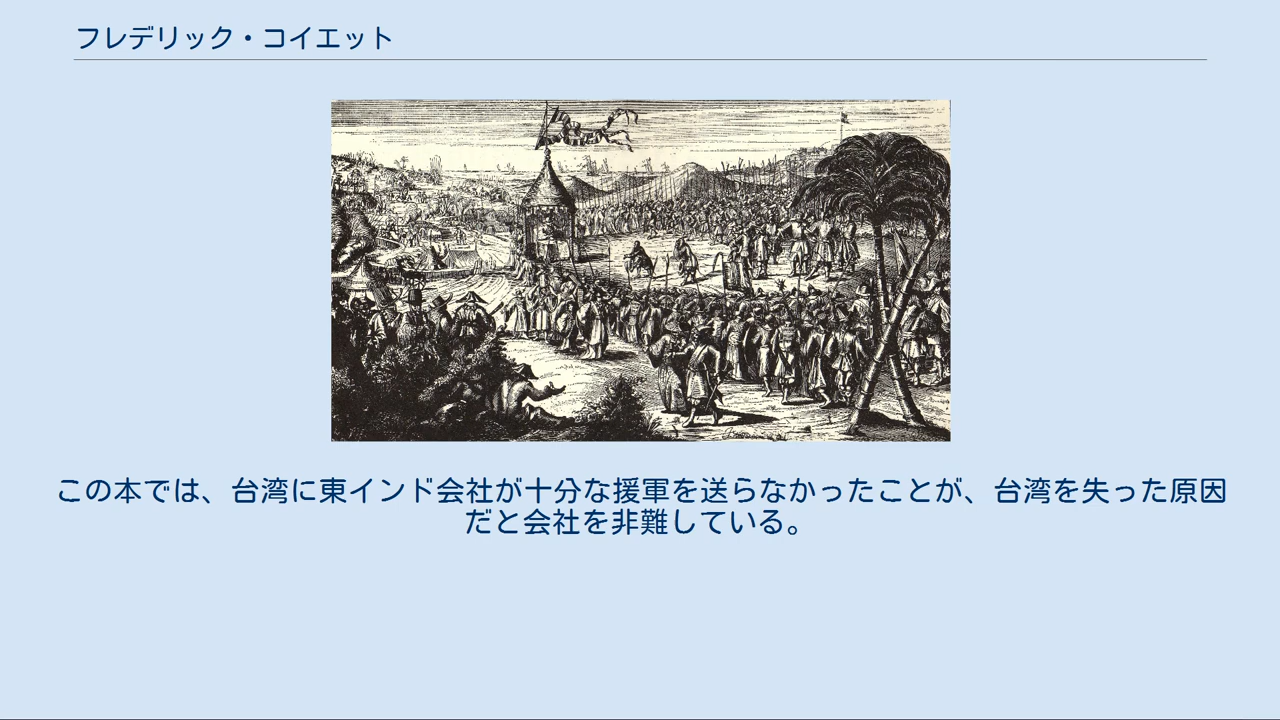 フレデリック・コイエット
この本では、台湾に東インド会社が十分な援軍を送らなかったことが、台湾を失った原因
だと会社を非難している。